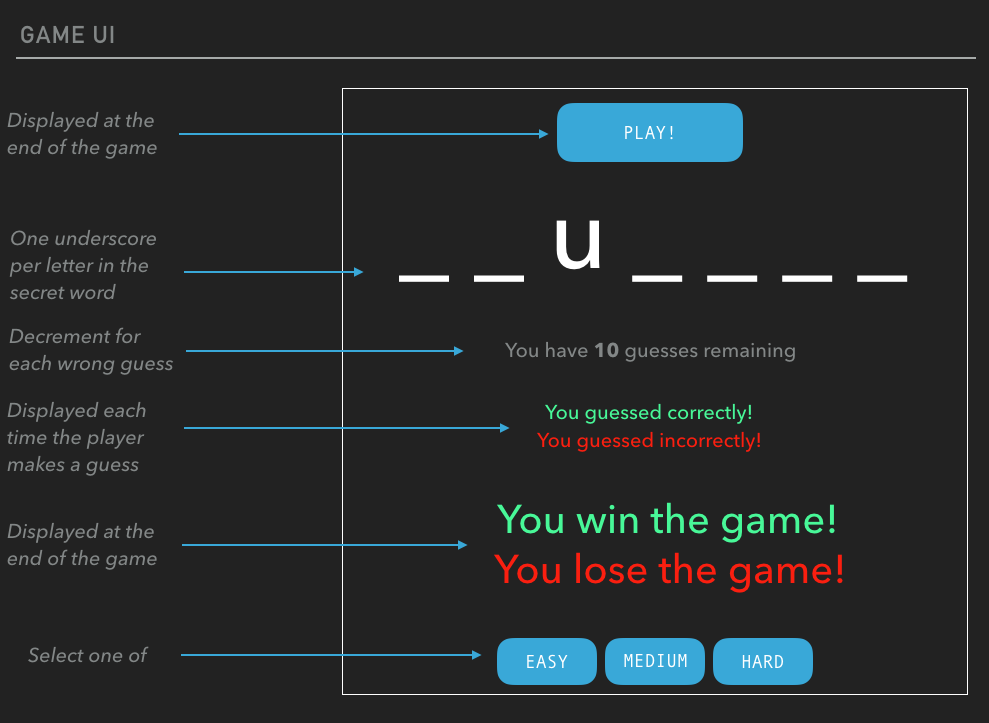 GAME UI
Displayed at the
end of the game
PLAY!
One underscore
per letter in the
secret word
_ _ u _ _ _ _
Decrement for
each wrong guess
You have 10 guesses remaining
Displayed each
time the player
makes a guess
You guessed correctly!
You guessed incorrectly!
Displayed at the
end of the game
You win the game!
You lose the game!
Select one of
EASY MEDIUM HARD